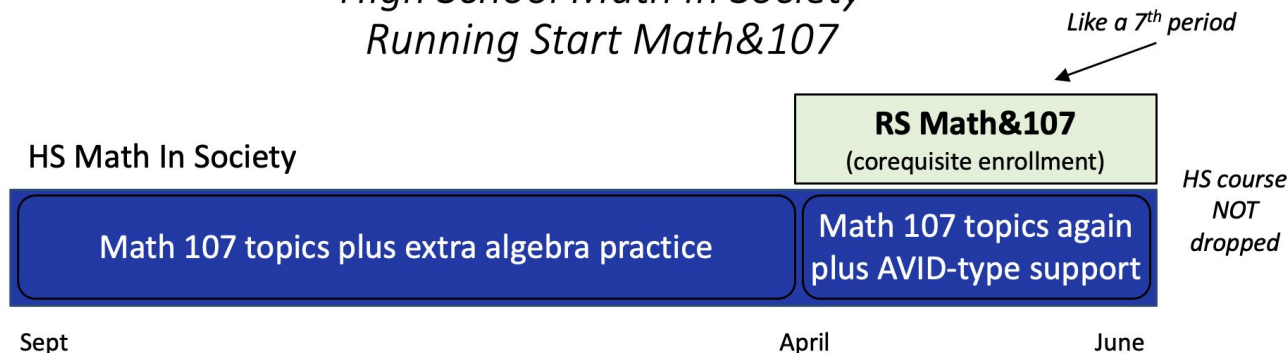 High School Math In Society
Running Start Math&107
Like a 7th period
RS Math&107
(corequisite enrollment)
HS Math In Society
HS course
NOT
dropped
Math 107 topics plus extra algebra practice
Math 107 topics again
plus AVID-type support
Sept
April
June